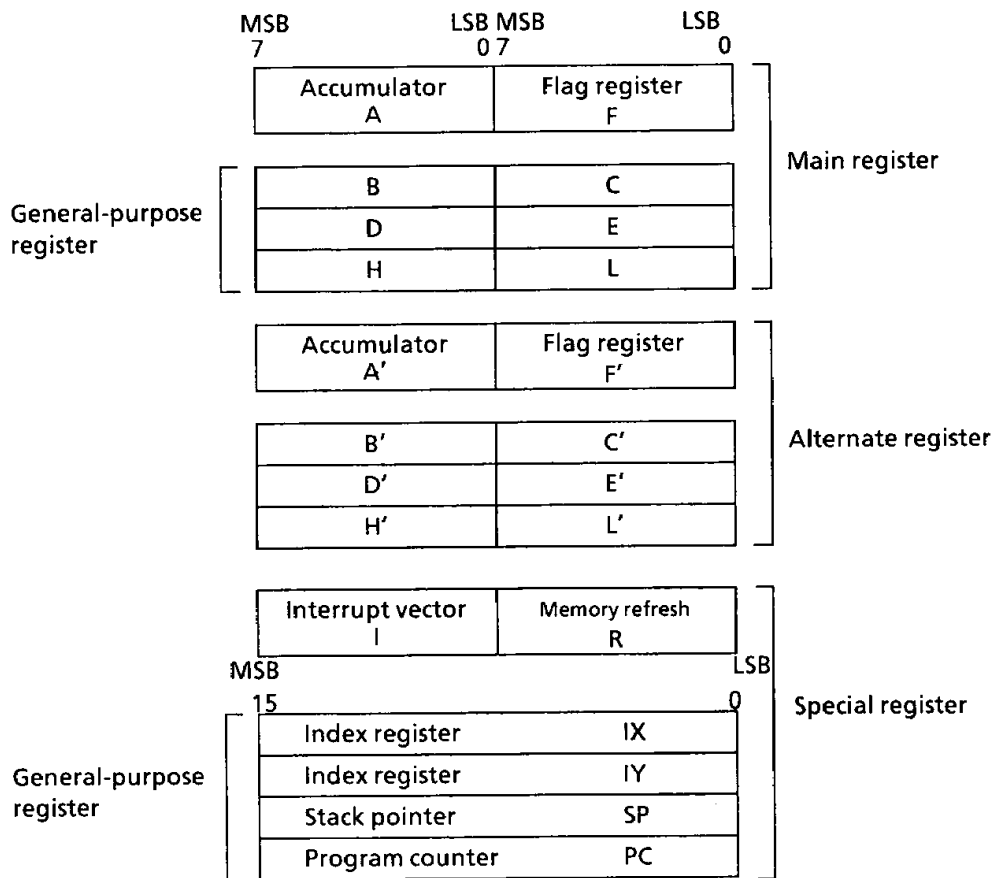 MSB LSB MSB LSB
7 0 7 0
Accumulator Flag register
A F
Main register
B C
General-purpose
register
D E
H L
Accumulator Flag register
A' F'
B' C'
Alternate register
D' E'
H' L'
Interrupt vector Memory refresh
I R
MSB LSB
15 0
Special register
Index register IX
General-purpose
register
Index register IY
Stack pointer SP
Program counter PC